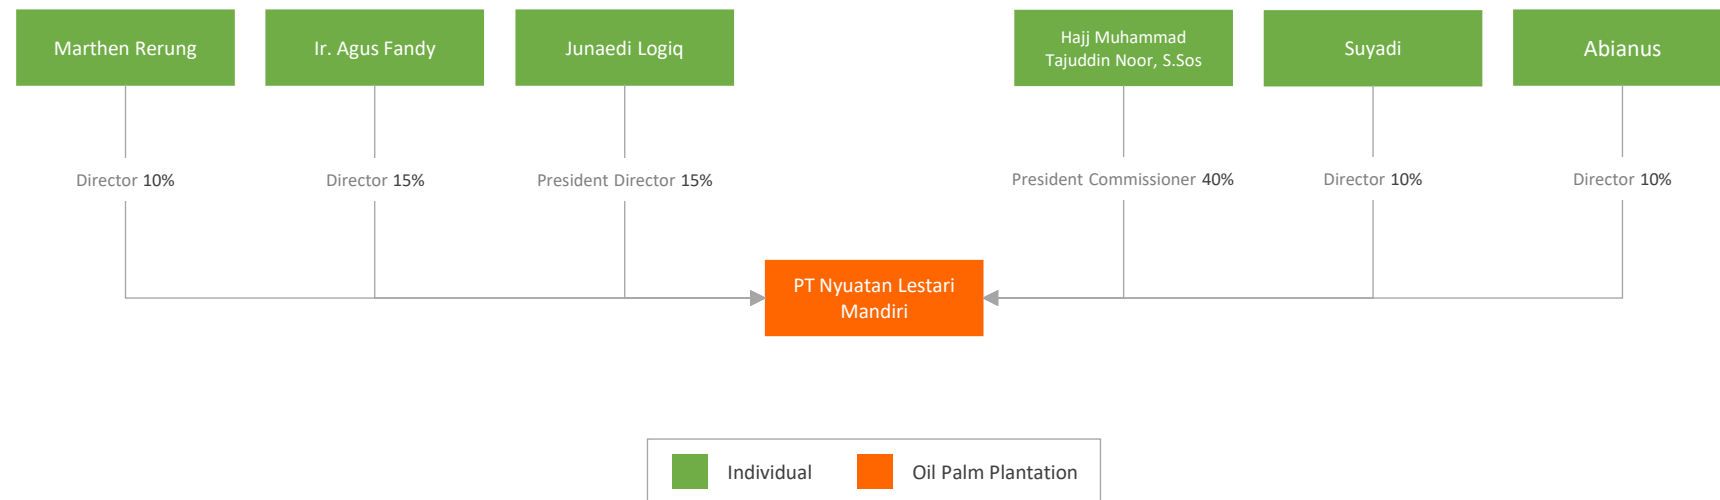 Marthen Rerung
Ir. Agus Fandy
Junaedi Logiq
Hajj Muhammad
Tajuddin Noor, S.Sos
Suyadi
Abianus
Director 10%
Director 15%
President Director 15%
President Commissioner 40%
Director 10%
Director 10%
PT Nyuatan Lestari
Mandiri
Individual
Oil Palm Plantation